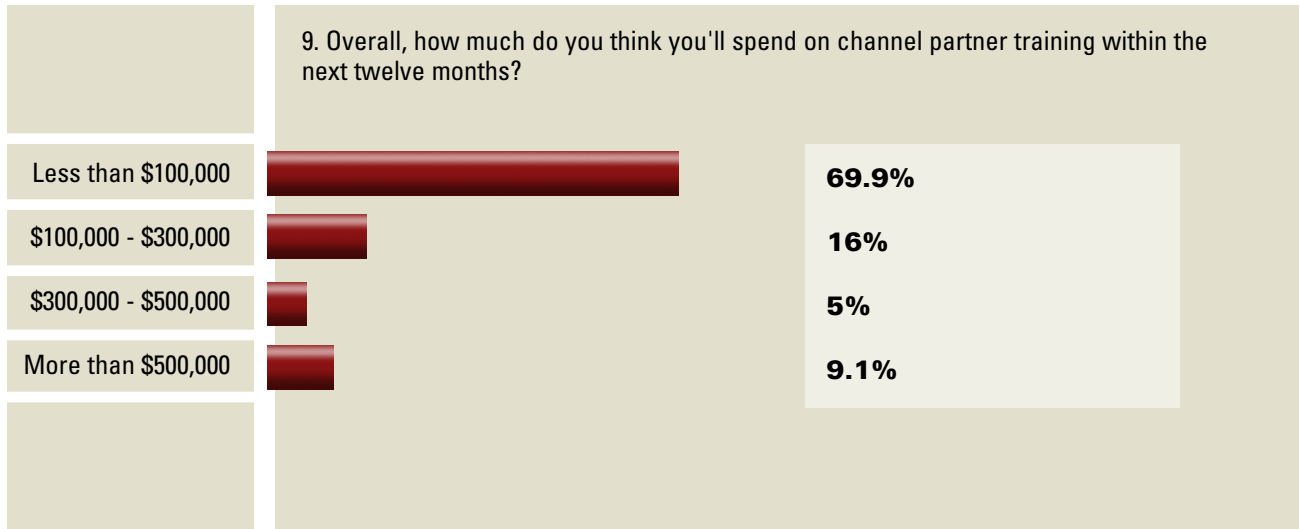 9. Overall, how much do you think you'll spend on channel partner training within the
next twelve months?
Less than $100,000 69.9%
$100,000 - $300,000 16%
$300,000 - $500,000 5%
More than $500,000 9.1%